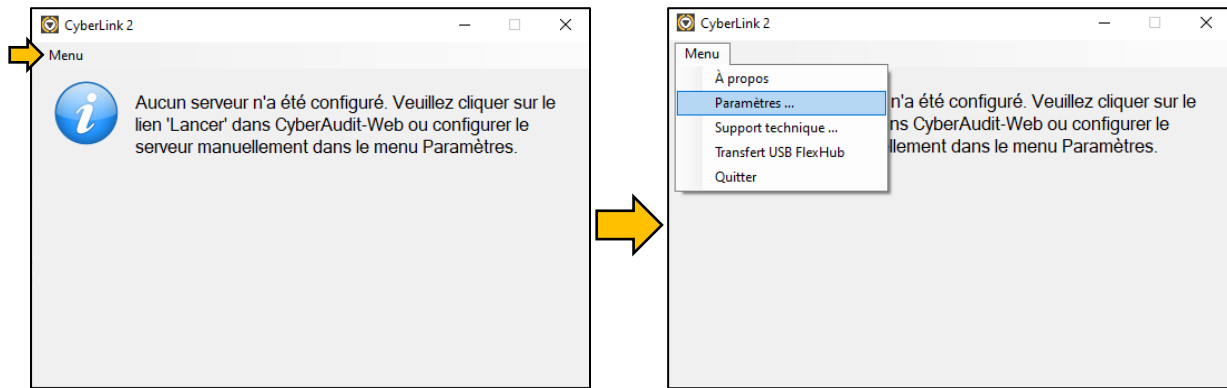 CyberLink 2
Menu
Aucun serveur n'a été configuré. Veuillez cliquer sur le
lien 'Lancer' dans CyberAudit-Web ou configurer le
serveur manuellement dans le menu Paramètres.
CyberLink 2
Menu
À propos
Paramètres ...
Support technique ...
Transfert USB FlexHub
Quitter
n'a été configuré. Veuillez cliquer sur le
ns CyberAudit-Web ou configurer le
llement dans le menu Paramètres.